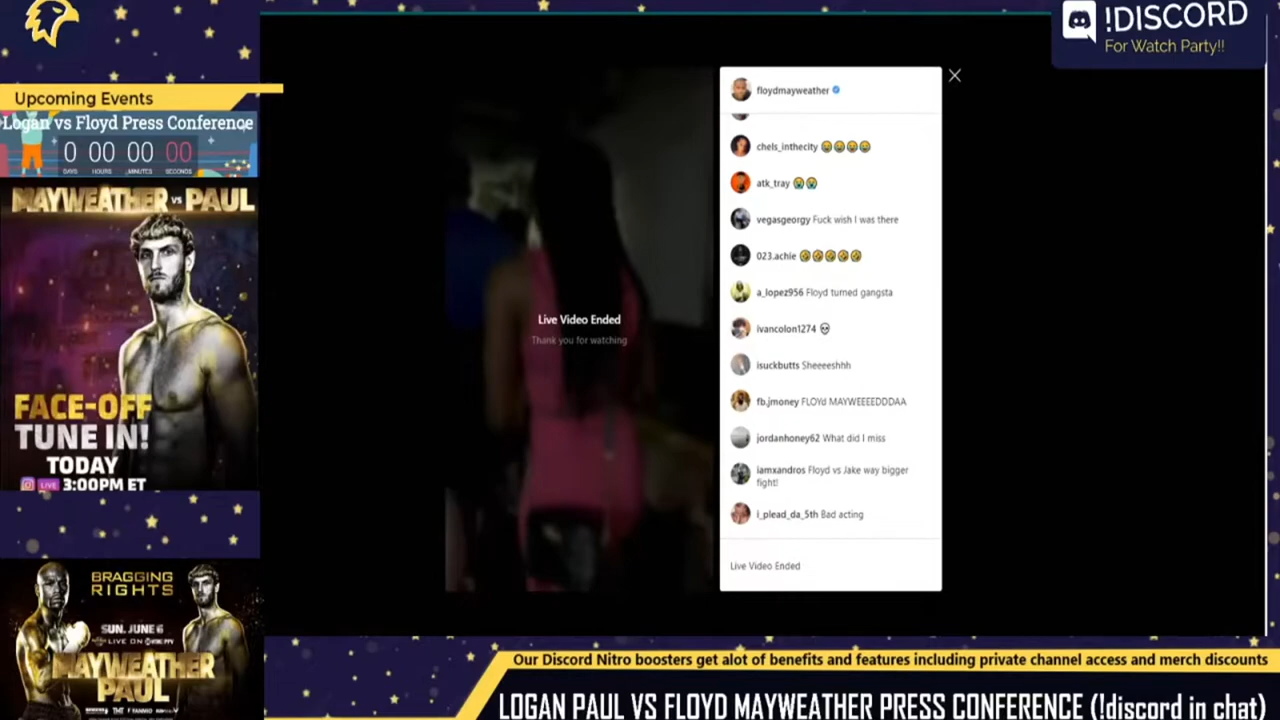 !DISCORD
For Watch Party!!
Upcoming Events
Logan vs Floyd Press Conference
0 00 00 00
DAYS HOURS MINUTES SECONDS
MAYWEATHER VS PAUL
FACE-OFF
TUNE IN!
TODAY
LIVE 3:00PM ET
BRAGGING
RIGHTS
SUN. JUNE 6
LIVE ON SHOWTIME PPV
MAYWEATHER
PAUL
Live Video Ended
Thank you for watching
floydmayweather
chels_inthecity
atk_tray
vegasgeorgy Fuck wish I was there
023.achie
a_lopez956 Floyd turned gangsta
ivancolon1274
isuckbutts Sheeeeshhh
fb.jmoney FLOYd MAYWEEEEDDDAA
jordanhoney62 What did I miss
iamxandros Floyd vs Jake way bigger
fight!
i_plead_da_5th Bad acting
Live Video Ended
Our Discord Nitro boosters get alot of benefits and features including private channel access and merch discounts
LOGAN PAUL VS FLOYD MAYWEATHER PRESS CONFERENCE (!discord in chat)